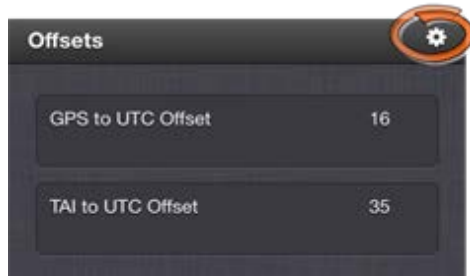 Offsets
GPS to UTC Offset 16
TAI to UTC Offset 35